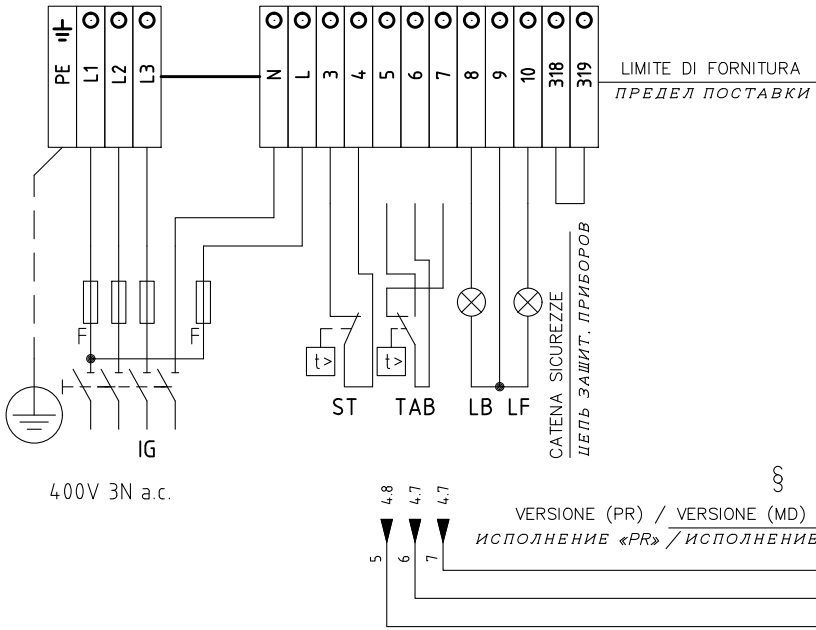 PE L1 L2 L3 N L 3 4 5 6 7 8 9 10 318 319
LIMITE DI FORNITURA
ПРЕДЕЛ ПОСТАВКИ
F F
t> t>
ST TAB LB LF
CATENA SICUREZZE
ЦЕПЬ ЗАЩИТ. ПРИБОРОВ
IG
400V 3N a.c.
§
4.8 4.7 4.7
5 6 7
VERSIONE (PR) / VERSIONE (MD)
ИСПОЛНЕНИЕ «PR» / ИСПОЛНЕНИЕ